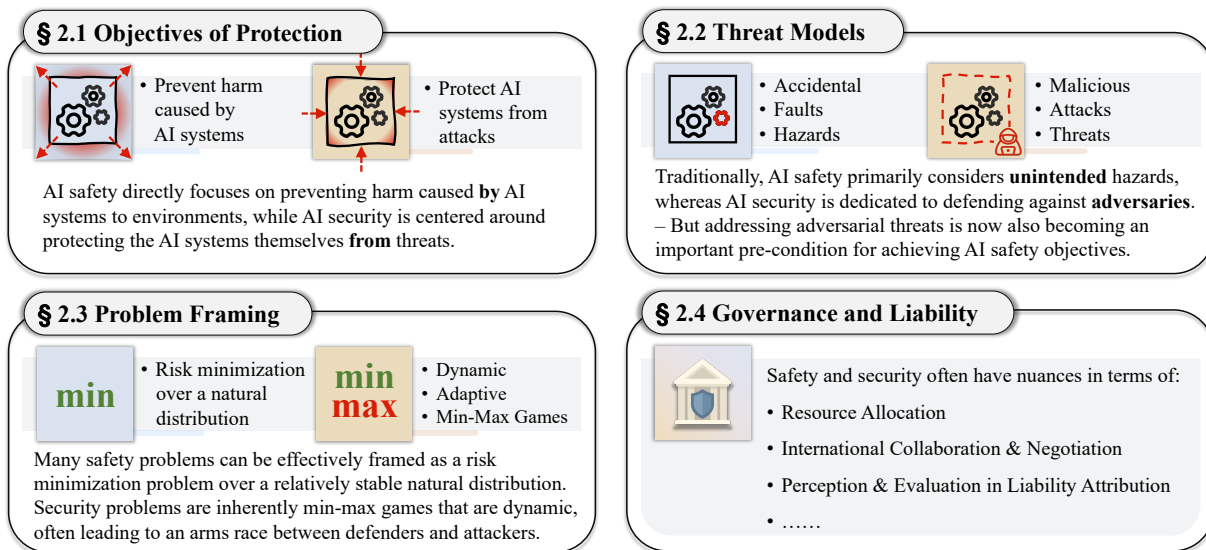 § 2.1 Objectives of Protection
• Prevent harm
caused by
AI systems
• Protect AI
systems from
attacks
AI safety directly focuses on preventing harm caused by AI
systems to environments, while AI security is centered around
protecting the AI systems themselves from threats.
§ 2.2 Threat Models
• Accidental
• Faults
• Hazards
• Malicious
• Attacks
• Threats
Traditionally, AI safety primarily considers unintended hazards,
whereas AI security is dedicated to defending against adversaries.
– But addressing adversarial threats is now also becoming an
important pre-condition for achieving AI safety objectives.
§ 2.3 Problem Framing
min
• Risk minimization
over a natural
distribution
min
max
• Dynamic
• Adaptive
• Min-Max Games
Many safety problems can be effectively framed as a risk
minimization problem over a relatively stable natural distribution.
Security problems are inherently min-max games that are dynamic,
often leading to an arms race between defenders and attackers.
§ 2.4 Governance and Liability
Safety and security often have nuances in terms of:
• Resource Allocation
• International Collaboration & Negotiation
• Perception & Evaluation in Liability Attribution
• ……